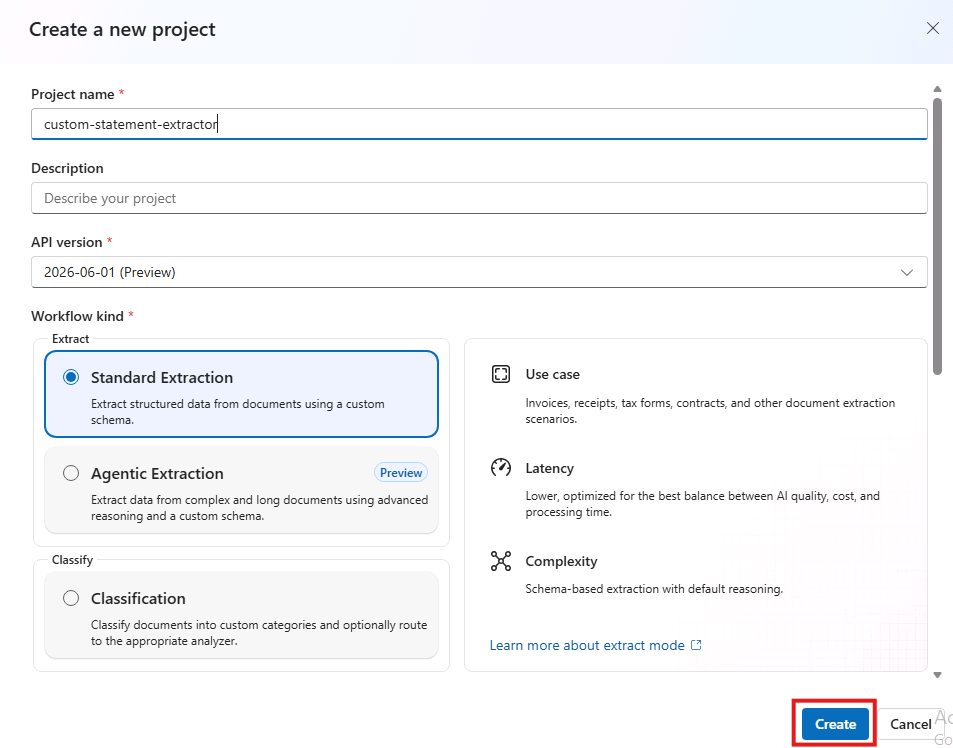 Create a new project
Project name *
custom-statement-extractor
Description
Describe your project
API version *
2026-06-01 (Preview)
Workflow kind *
Extract
Standard Extraction
Extract structured data from documents using a custom
schema.
Agentic Extraction
Preview
Extract data from complex and long documents using advanced
reasoning and a custom schema.
Classify
Classification
Classify documents into custom categories and optionally route
to the appropriate analyzer.
Use case
Invoices, receipts, tax forms, contracts, and other document extraction
scenarios.
Latency
Lower, optimized for the best balance between AI quality, cost, and
processing time.
Complexity
Schema-based extraction with default reasoning.
Learn more about extract mode
Create
Cancel
Ac
Go